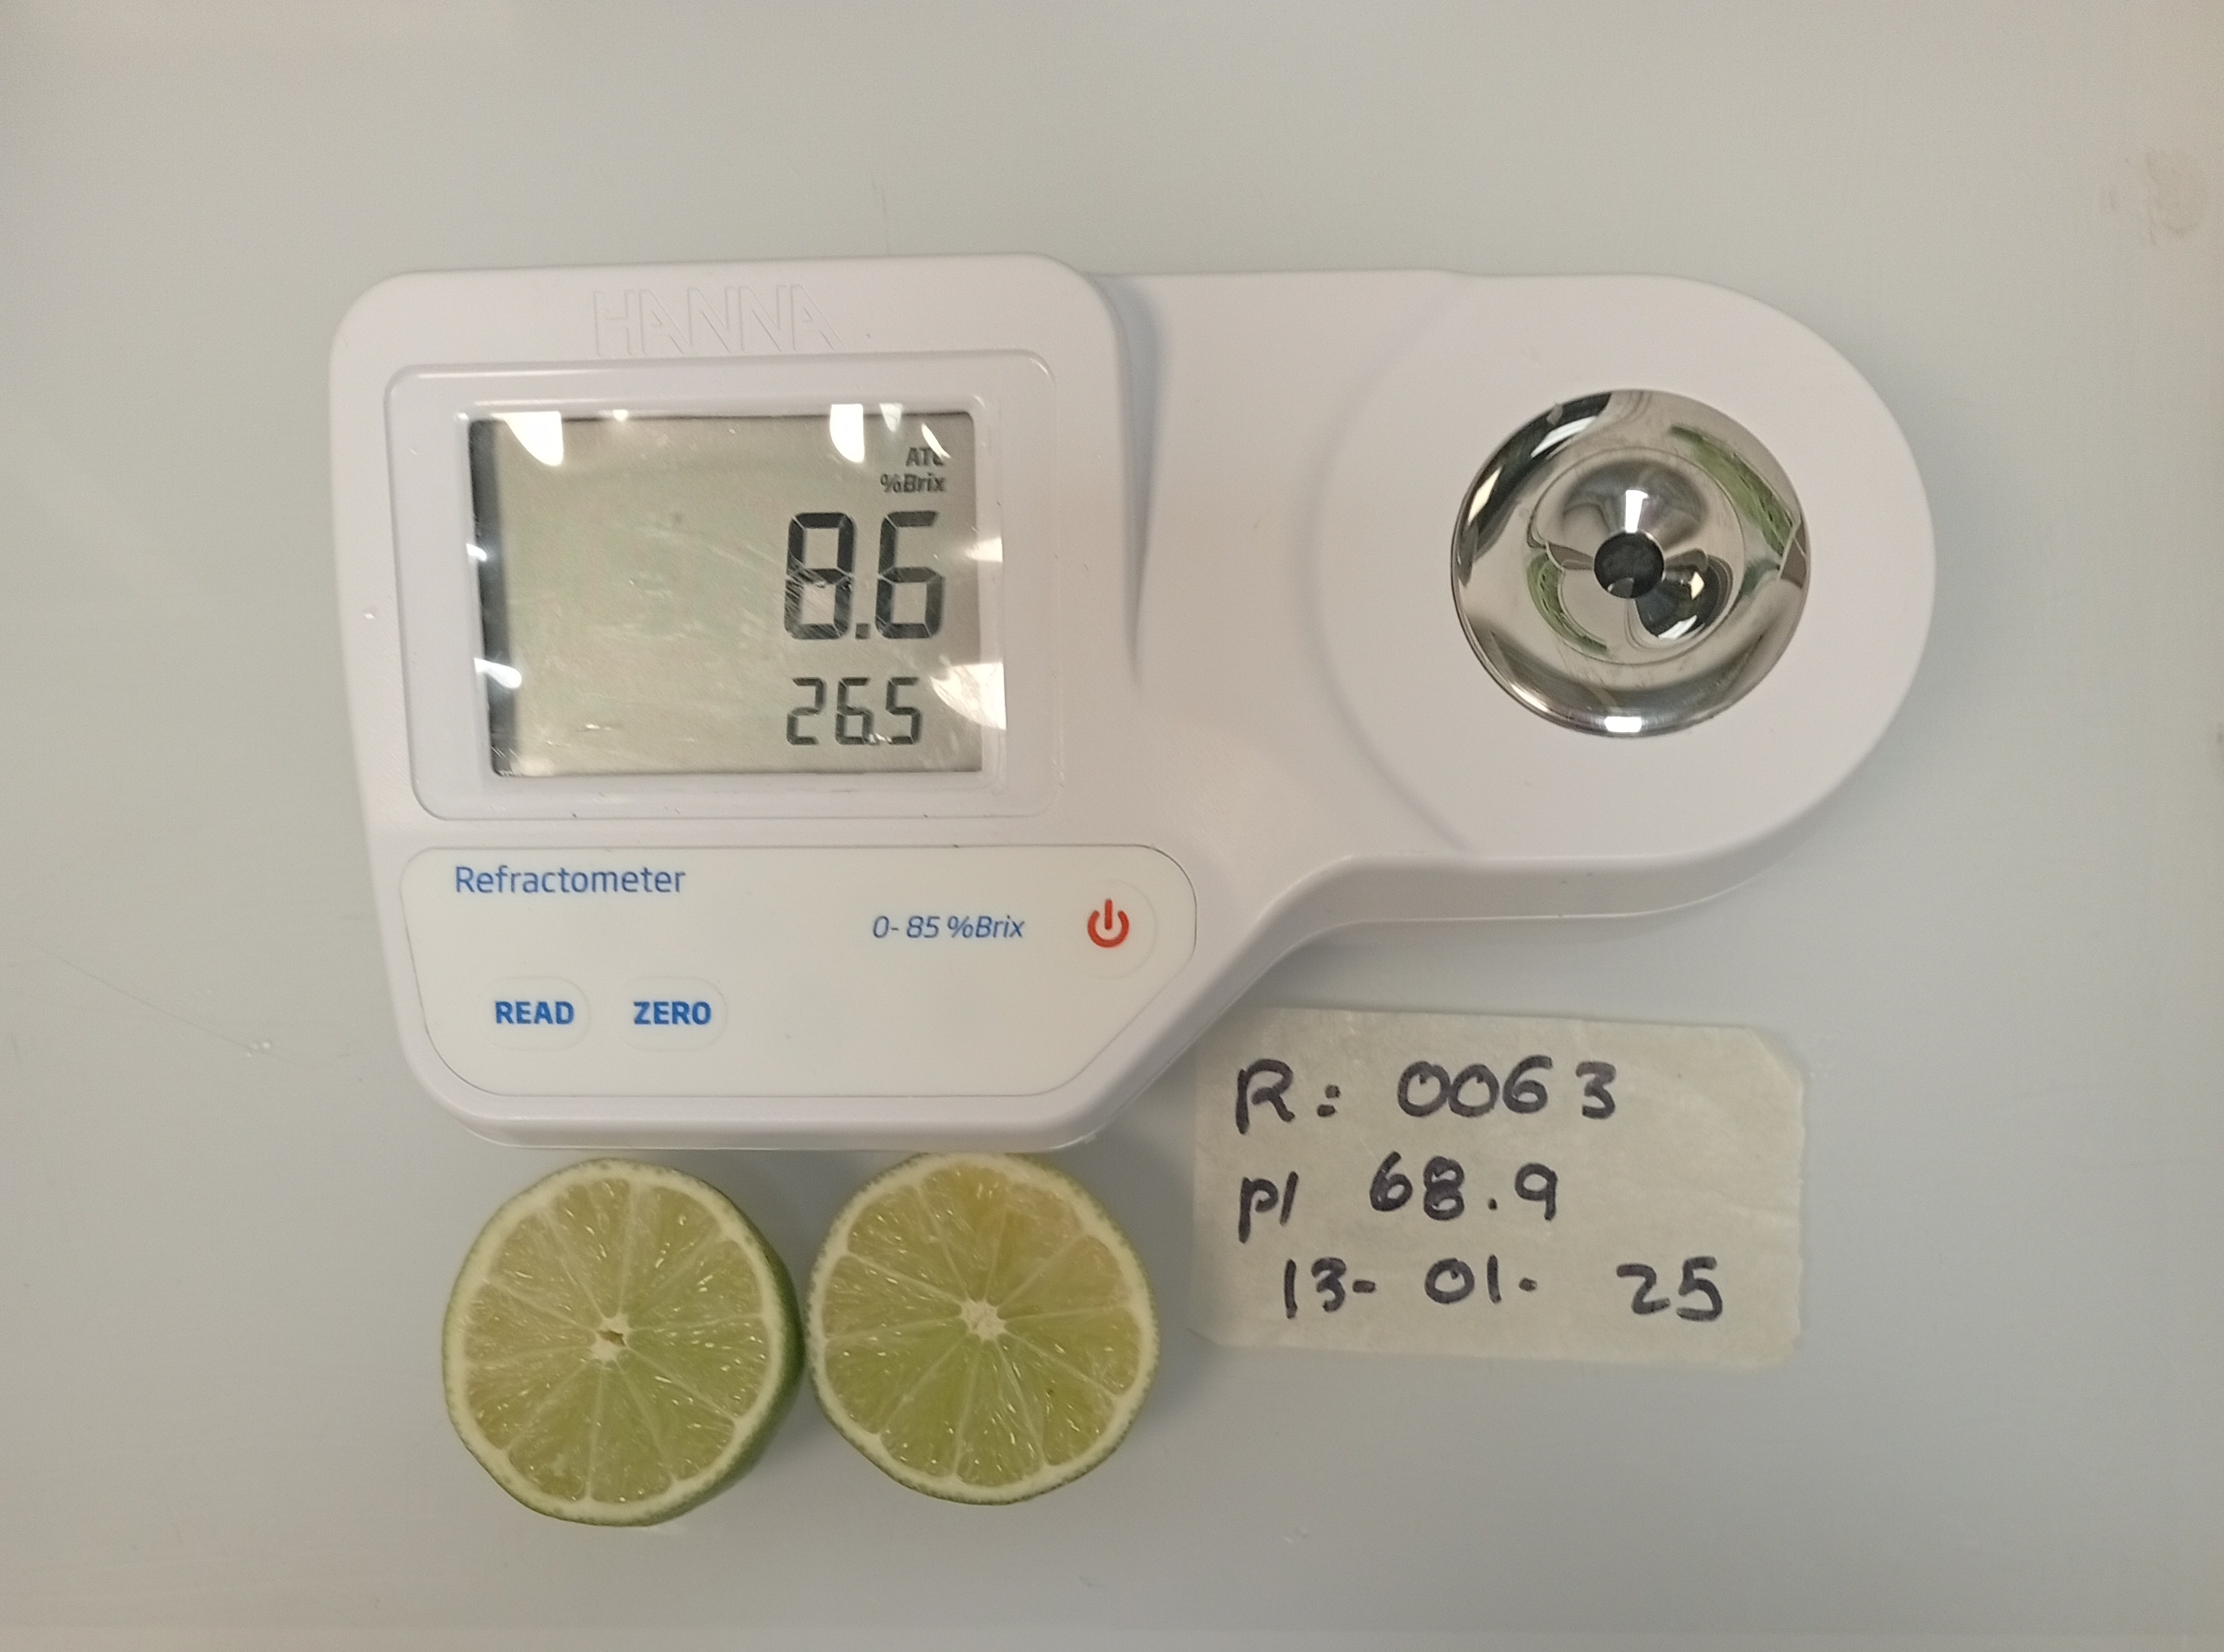 HANNA
ATC
%Brix
8.6
26.5
Refractometer
0-85 %Brix
READ ZERO
R: 0063
pl 68.9
13-01-25